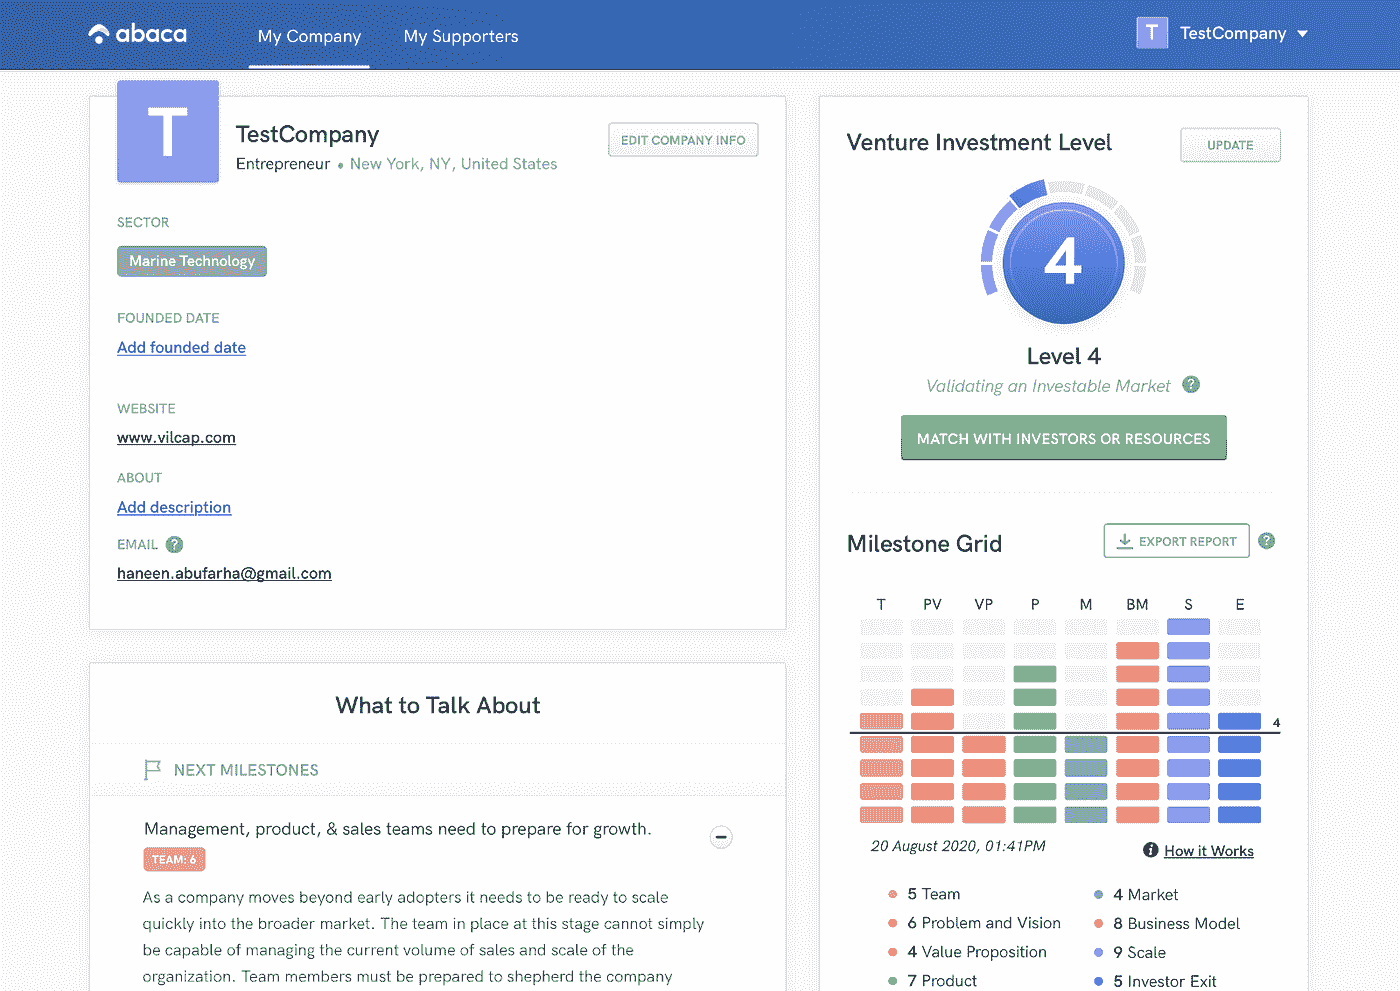 abaca
My Company
My Supporters
T
TestCompany
T
TestCompany
EDIT COMPANY INFO
Entrepreneur • New York, NY, United States
SECTOR
Marine Technology
FOUNDED DATE
Add founded date
WEBSITE
www.vilcap.com
ABOUT
Add description
EMAIL ?
haneen.abufarha@gmail.com
What to Talk About
NEXT MILESTONES
Management, product, & sales teams need to prepare for growth.
TEAM: 6
As a company moves beyond early adopters it needs to be ready to scale
quickly into the broader market. The team in place at this stage cannot simply
be capable of managing the current volume of sales and scale of the
organization. Team members must be prepared to shepherd the company
Venture Investment Level
UPDATE
4
Level 4
Validating an Investable Market ?
MATCH WITH INVESTORS OR RESOURCES
Milestone Grid
EXPORT REPORT ?
T PV VP P M BM S E
4
20 August 2020, 01:41PM
i How it Works
5 Team
6 Problem and Vision
4 Value Proposition
7 Product
4 Market
8 Business Model
9 Scale
5 Investor Exit